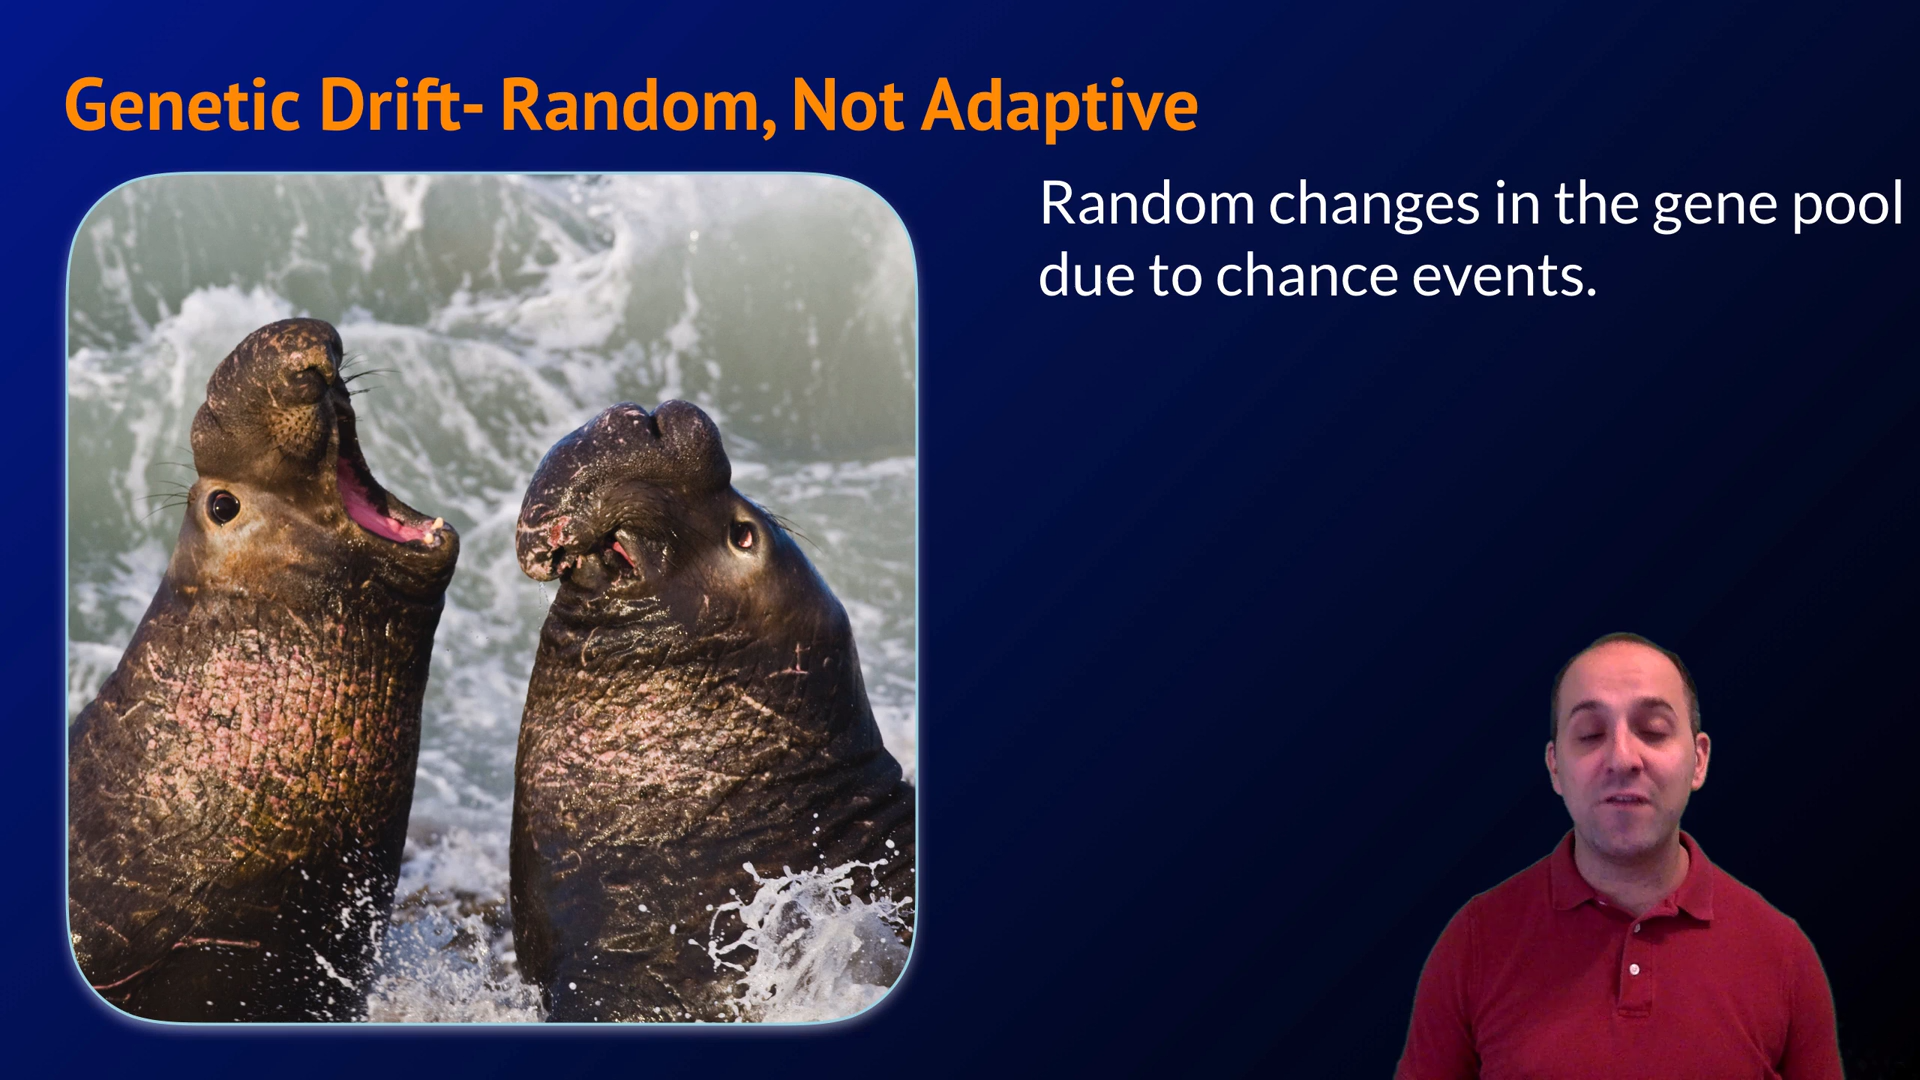 Genetic Drift- Random, Not Adaptive
Random changes in the gene pool
due to chance events.